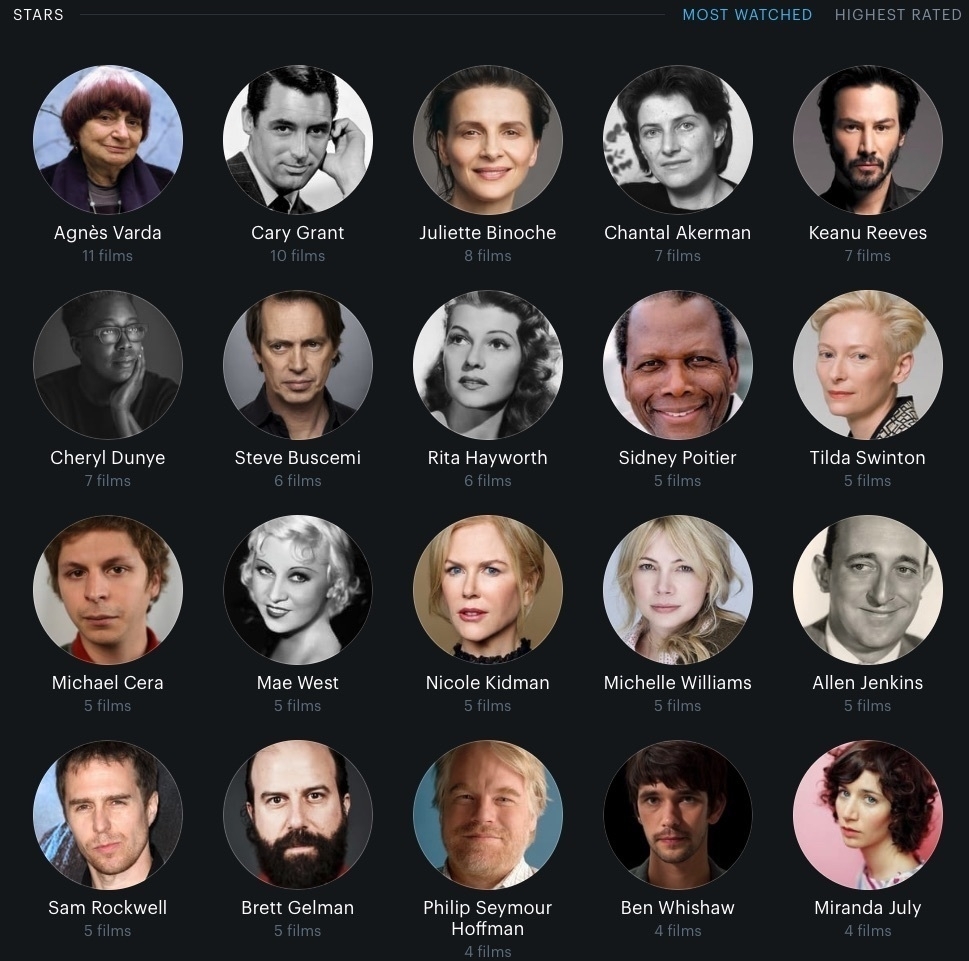 STARS MOST WATCHED HIGHEST RATED
Agnès Varda Cary Grant Juliette Binoche Chantal Akerman Keanu Reeves
11 films 10 films 8 films 7 films 7 films
Cheryl Dunye Steve Buscemi Rita Hayworth Sidney Poitier Tilda Swinton
7 films 6 films 6 films 5 films 5 films
Michael Cera Mae West Nicole Kidman Michelle Williams Allen Jenkins
5 films 5 films 5 films 5 films 5 films
Sam Rockwell Brett Gelman Philip Seymour Ben Whishaw Miranda July
5 films 5 films Hoffman 4 films 4 films
4 films